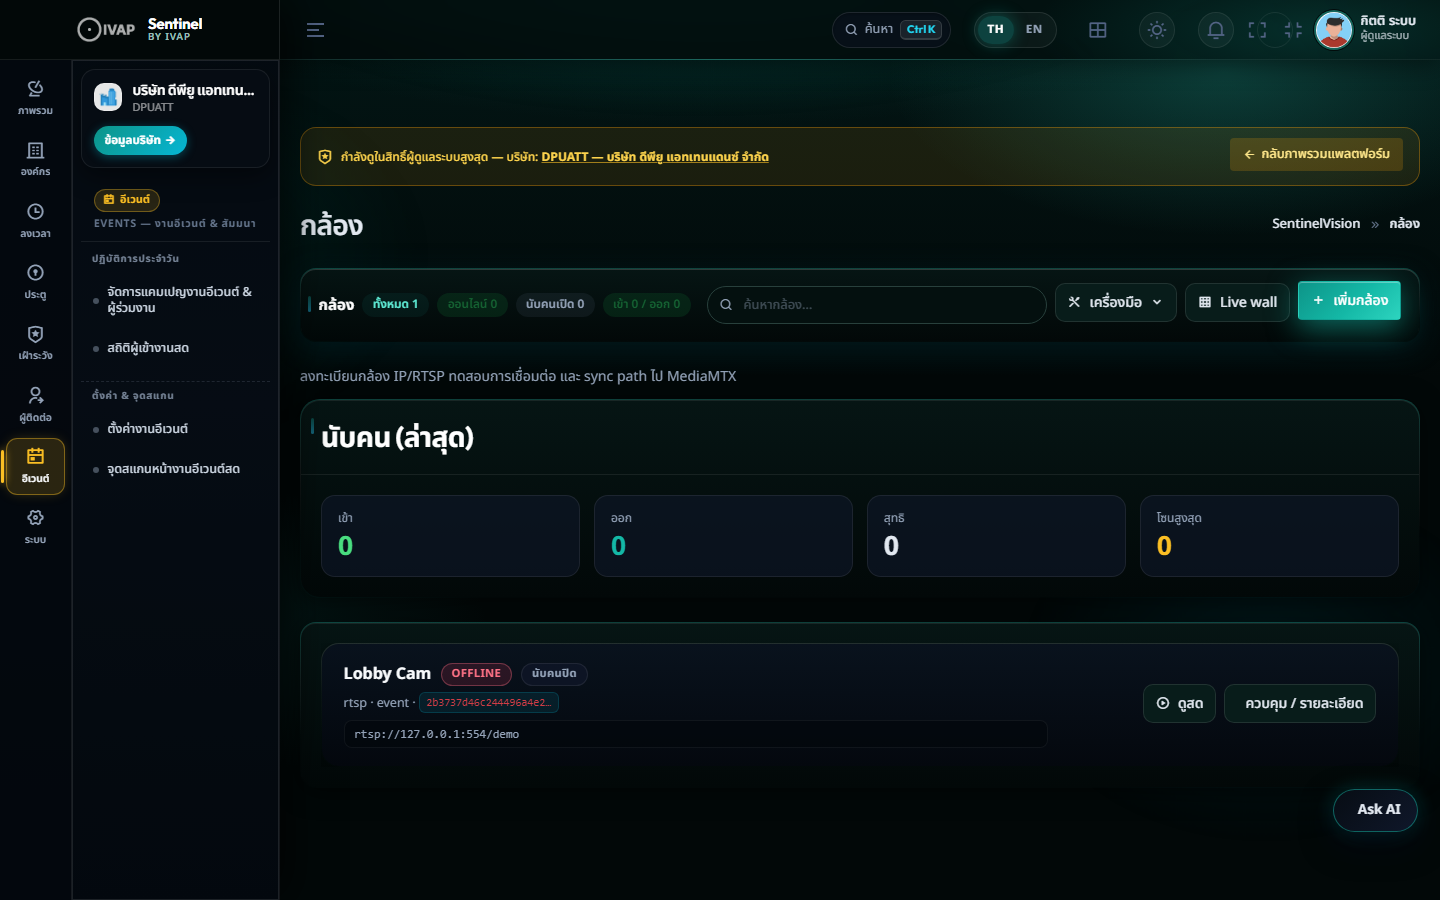 IVAP
Sentinel
BY IVAP
ค้นหา
Ctrl K
TH
EN
กิตติ ระบบ
ผู้ดูแลระบบ
ภาพรวม
องค์กร
ลงเวลา
ประตู
เฝ้าระวัง
ผู้ติดต่อ
อีเวนต์
ระบบ
บริษัท ดีพียู แอทเทน...
DPUATT
ข้อมูลบริษัท →
อีเวนต์
EVENTS — งานอีเวนต์ & สัมมนา
ปฏิบัติการประจำวัน
จัดการแคมเปญงานอีเวนต์ &
ผู้ร่วมงาน
สถิติผู้เข้างานสด
ตั้งค่า & จุดสแกน
ตั้งค่างานอีเวนต์
จุดสแกนหน้างานอีเวนต์สด
กำลังดูในสิทธิ์ผู้ดูแลระบบสูงสุด — บริษัท: DPUATT — บริษัท ดีพียู แอทเทนแดนซ์ จำกัด
← กลับภาพรวมแพลตฟอร์ม
กล้อง
SentinelVision » กล้อง
กล้อง
ทั้งหมด 1
ออนไลน์ 0
นับคนเปิด 0
เข้า 0 / ออก 0
ค้นหากล้อง...
เครื่องมือ
Live wall
+ เพิ่มกล้อง
ลงทะเบียนกล้อง IP/RTSP ทดสอบการเชื่อมต่อ และ sync path ไป MediaMTX
นับคน (ล่าสุด)
เข้า
0
ออก
0
สุทธิ
0
โซนสูงสุด
0
Lobby Cam
OFFLINE
นับคนปิด
rtsp · event · 2b3737d46c244496a4e2…
rtsp://127.0.0.1:554/demo
ดูสด
ควบคุม / รายละเอียด
Ask AI